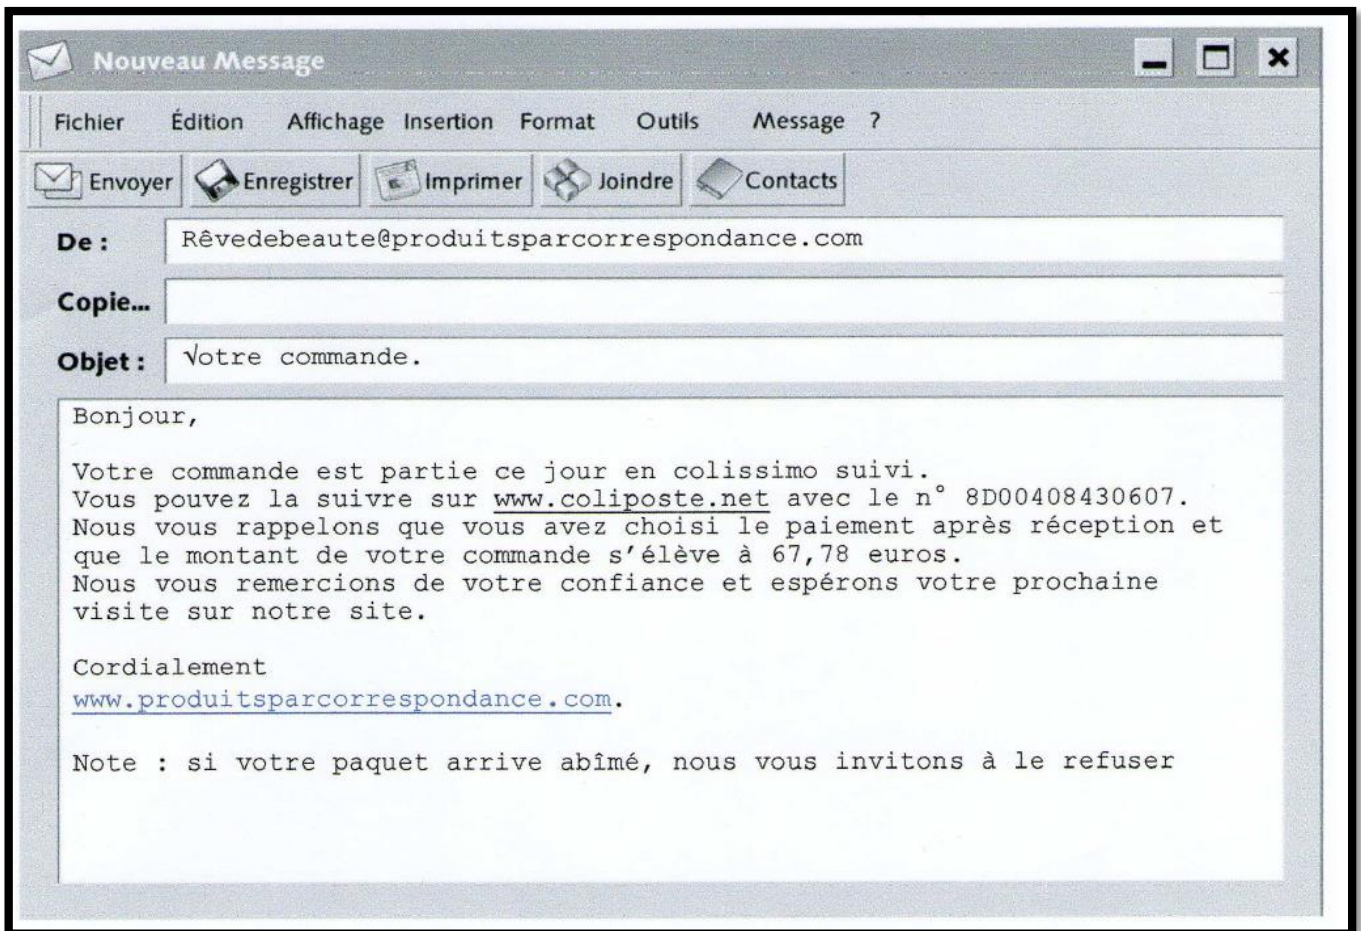 Nouveau Message
Fichier Édition Affichage Insertion Format Outils Message ?
Envoyer Enregistrer Imprimer Joindre Contacts
De : Rêvedebeaute@produitsparcorrespondance.com
Copie...
Objet : Votre commande.
Bonjour,
Votre commande est partie ce jour en colissimo suivi.
Vous pouvez la suivre sur www.coliposte.net avec le n° 8D00408430607.
Nous vous rappelons que vous avez choisi le paiement après réception et
que le montant de votre commande s'élève à 67,78 euros.
Nous vous remercions de votre confiance et espérons votre prochaine
visite sur notre site.
Cordialement
www.produitsparcorrespondance.com.
Note : si votre paquet arrive abîmé, nous vous invitons à le refuser